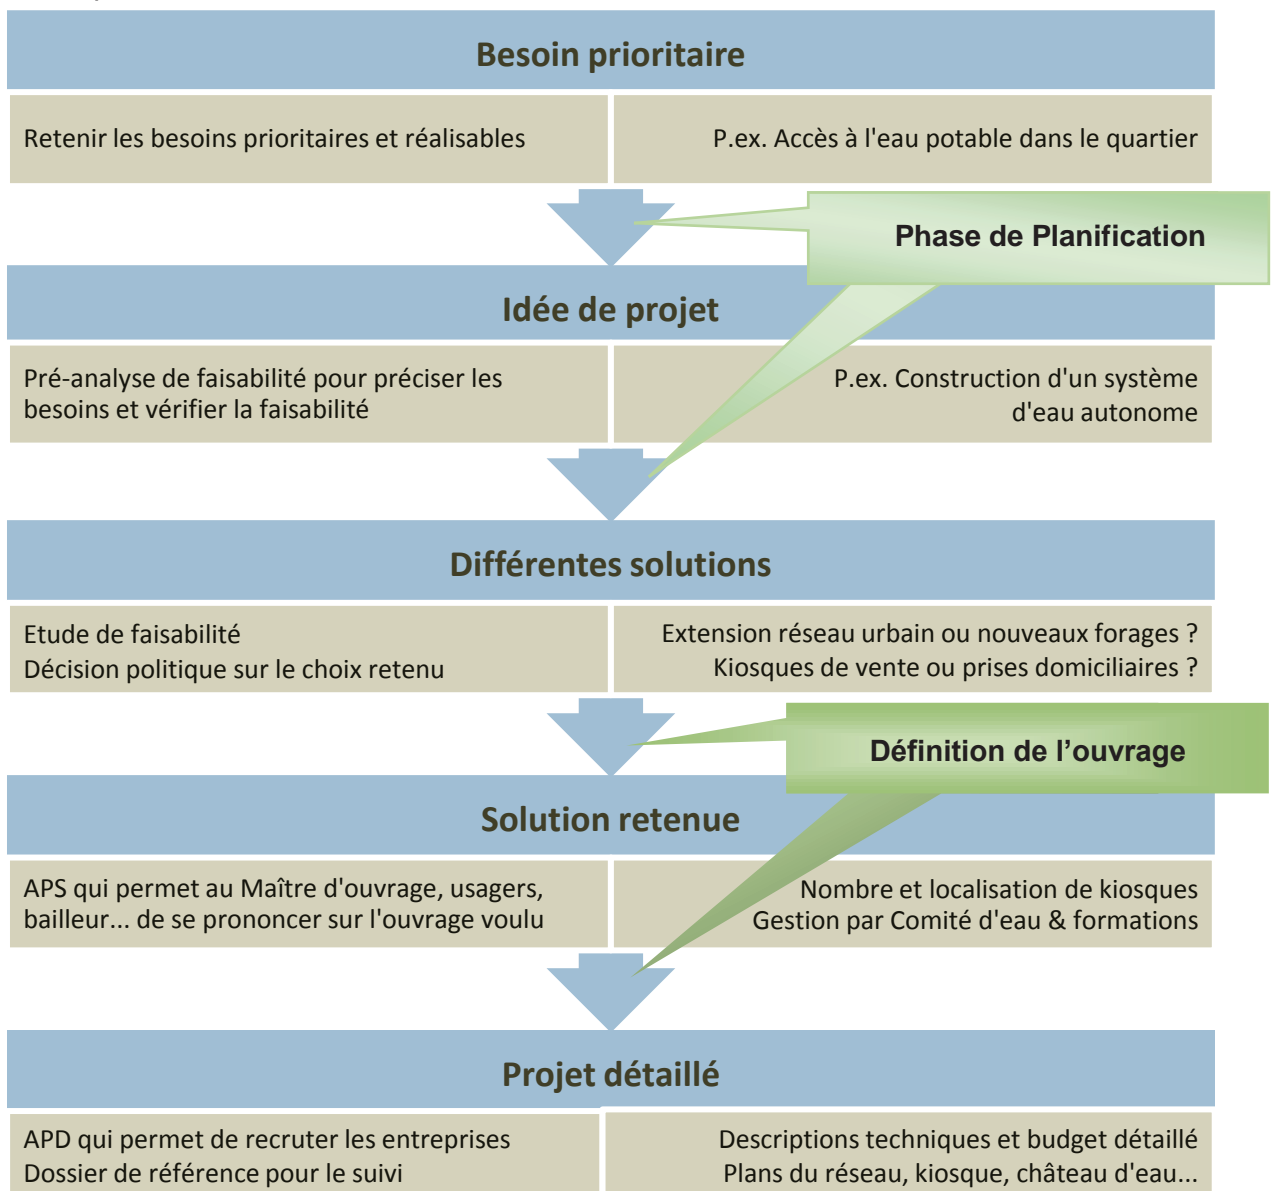 Besoin prioritaire
Retenir les besoins prioritaires et réalisables
P.ex. Accès à l'eau potable dans le quartier
Phase de Planification
Idée de projet
Pré-analyse de faisabilité pour préciser les
besoins et vérifier la faisabilité
P.ex. Construction d'un système
d'eau autonome
Différentes solutions
Etude de faisabilité
Décision politique sur le choix retenu
Extension réseau urbain ou nouveaux forages ?
Kiosques de vente ou prises domiciliaires ?
Définition de l’ouvrage
Solution retenue
APS qui permet au Maître d'ouvrage, usagers,
bailleur... de se prononcer sur l'ouvrage voulu
Nombre et localisation de kiosques
Gestion par Comité d'eau & formations
Projet détaillé
APD qui permet de recruter les entreprises
Dossier de référence pour le suivi
Descriptions techniques et budget détaillé
Plans du réseau, kiosque, château d'eau...